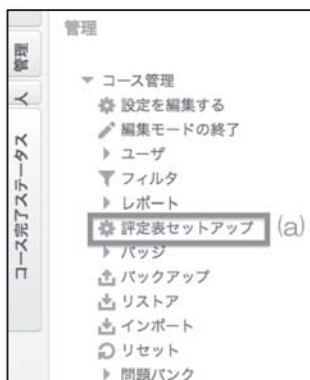 管理
管理
人
コース完了ステータス
コース管理
設定を編集する
編集モードの終了
ユーザ
フィルタ
レポート
評定表セットアップ
(a)
バッジ
バックアップ
リストア
インポート
リセット
問題バンク